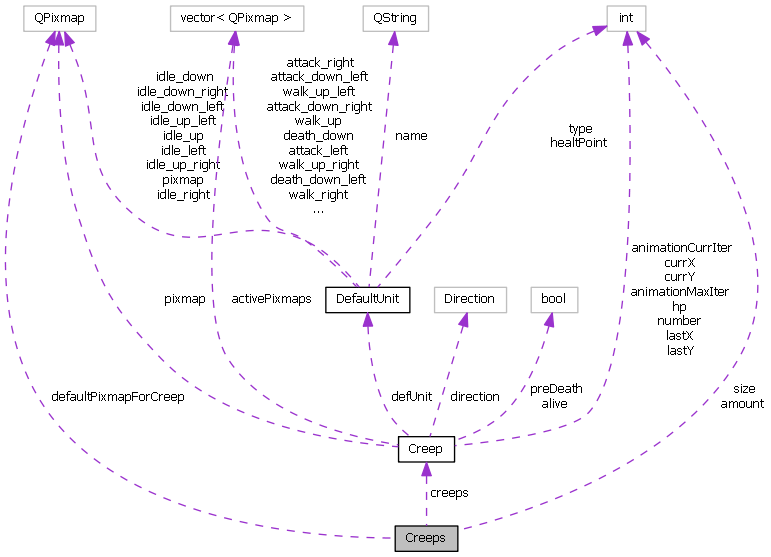 QPixmap
vector< QPixmap >
QString
int
idle_down
idle_down_right
idle_down_left
idle_up_left
idle_up
idle_left
idle_up_right
pixmap
idle_right
attack_right
attack_down_left
walk_up_left
attack_down_right
walk_up
death_down
attack_left
walk_up_right
death_down_left
walk_right
...
name
type
healtPoint
animationCurrIter
currX
currY
animationMaxIter
hp
number
lastX
lastY
pixmap
activePixmaps
DefaultUnit
Direction
bool
defaultPixmapForCreep
defUnit
direction
preDeath
alive
size
amount
Creep
creeps
Creeps